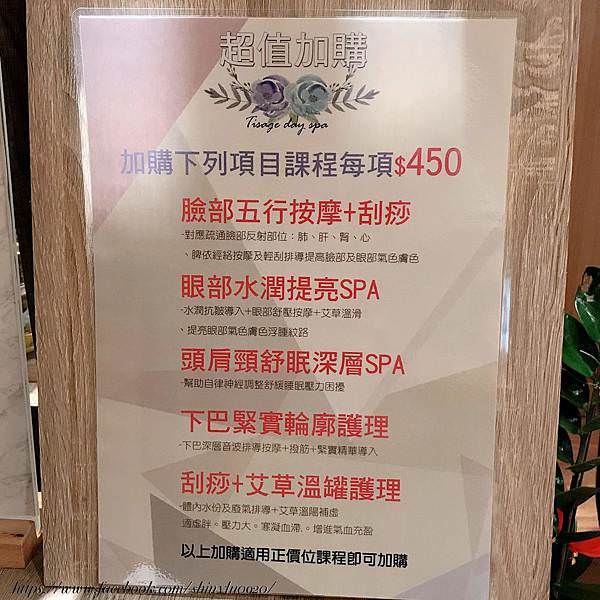 超值加購
Tisage day spa
加購下列項目課程每項$450
臉部五行按摩+刮痧
-對應疏通臉部反射部位：肺、肝、腎、心
、脾依經絡按摩及輕刮排導提高臉部及眼部氣色膚色
眼部水潤提亮SPA
-水潤抗皺導入+眼部舒壓按摩+艾草溫滑
、提亮眼部氣色膚色浮腫紋路
頭肩頸舒眠深層SPA
-幫助自律神經調整舒緩睡眠壓力困擾
下巴緊實輪廓護理
-下巴深層音波排導按摩+撥筋+緊實精華導入
刮痧+艾草溫罐護理
-體內水份及廢氣排導+艾草溫陽補虛
適虛胖。壓力大。寒凝血滯。增進氣血充盈
以上加購適用正價位課程即可加購
https://www.facebook.com/shinylu0920/